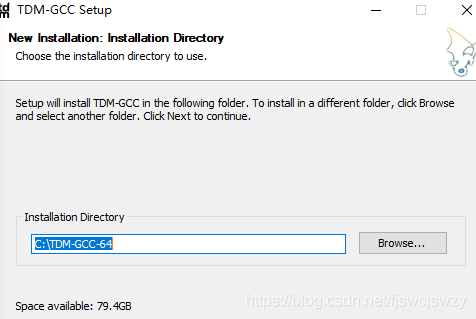 tdm TDM-GCC Setup
New Installation: Installation Directory
Choose the installation directory to use.
Setup will install TDM-GCC in the following folder. To install in a different folder, click Browse
and select another folder. Click Next to continue.
Installation Directory
C:\TDM-GCC-64
Browse...
Space available: 79.4GB
https://blog.csdn.net/fjswcjswzy